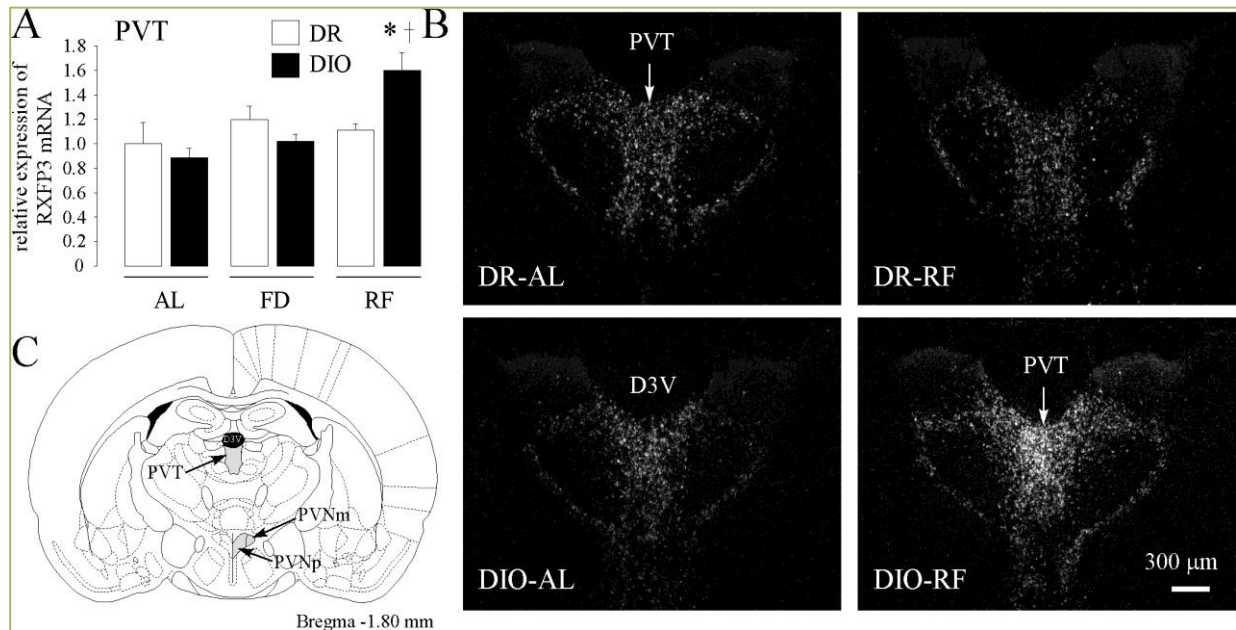 A
PVT
DR
DIO
* †
relative expression of
RXFP3 mRNA
1.8
1.6
1.4
1.2
1.0
0.8
0.6
0.4
0.2
0
AL
FD
RF
B
PVT
DR-AL
DR-RF
D3V
DIO-AL
PVT
DIO-RF
300 μm
C
D3V
PVT
PVNm
PVNp
Bregma -1.80 mm